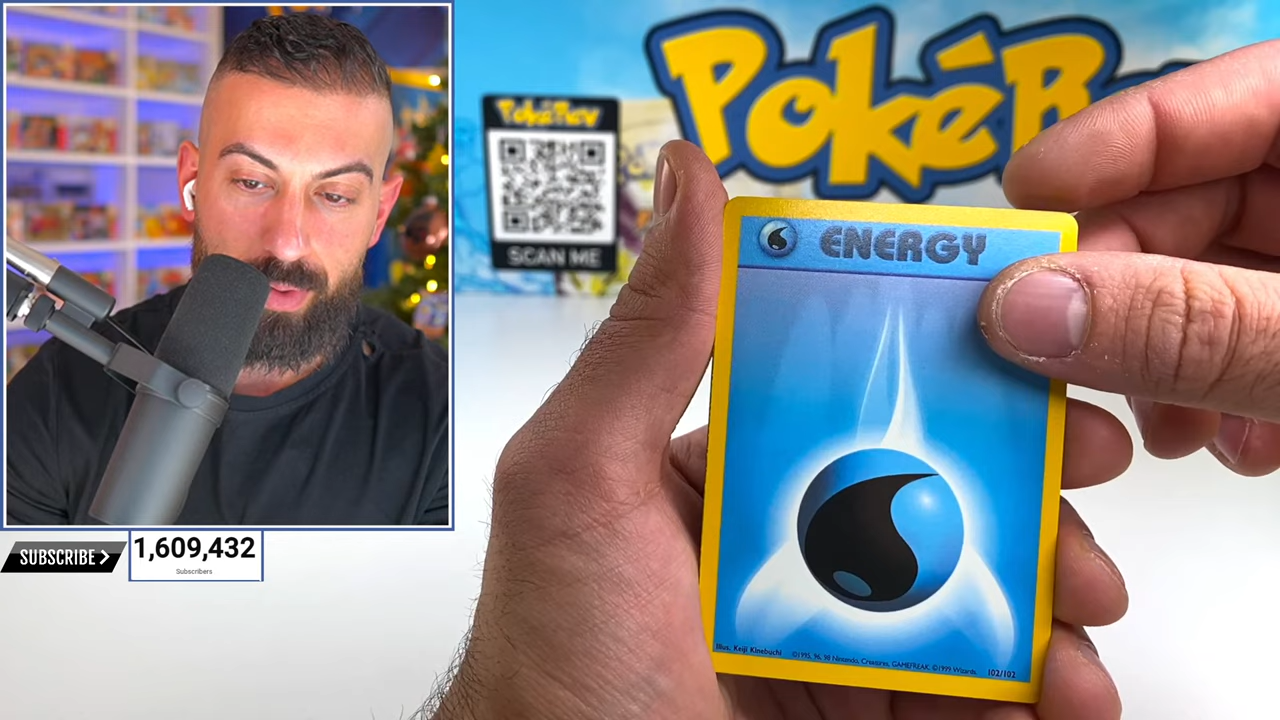 PokéRev
SCAN ME
PokéR
ENERGY
SUBSCRIBE >
1,609,432
Subscribers
Illus. Keiji Kinebuchi ©1995, 96, 98 Nintendo, Creatures, GAMEFREAK. ©1999 Wizards. 102/102